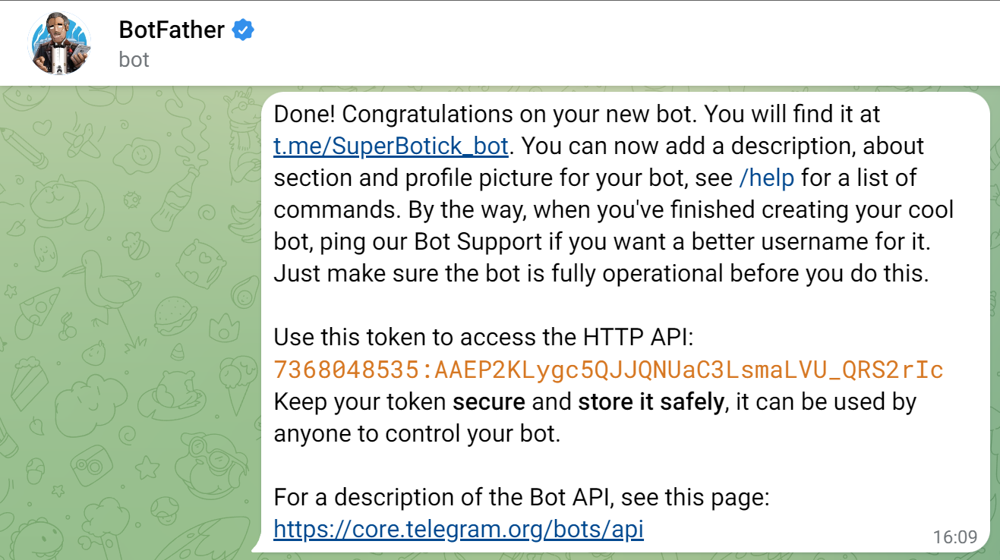 BotFather
bot
Done! Congratulations on your new bot. You will find it at
t.me/SuperBotick_bot. You can now add a description, about
section and profile picture for your bot, see /help for a list of
commands. By the way, when you've finished creating your cool
bot, ping our Bot Support if you want a better username for it.
Just make sure the bot is fully operational before you do this.
Use this token to access the HTTP API:
7368048535:AAEP2KLygc5QJJQNUaC3LsmaLVU_QRS2rIc
Keep your token secure and store it safely, it can be used by
anyone to control your bot.
For a description of the Bot API, see this page:
https://core.telegram.org/bots/api
16:09